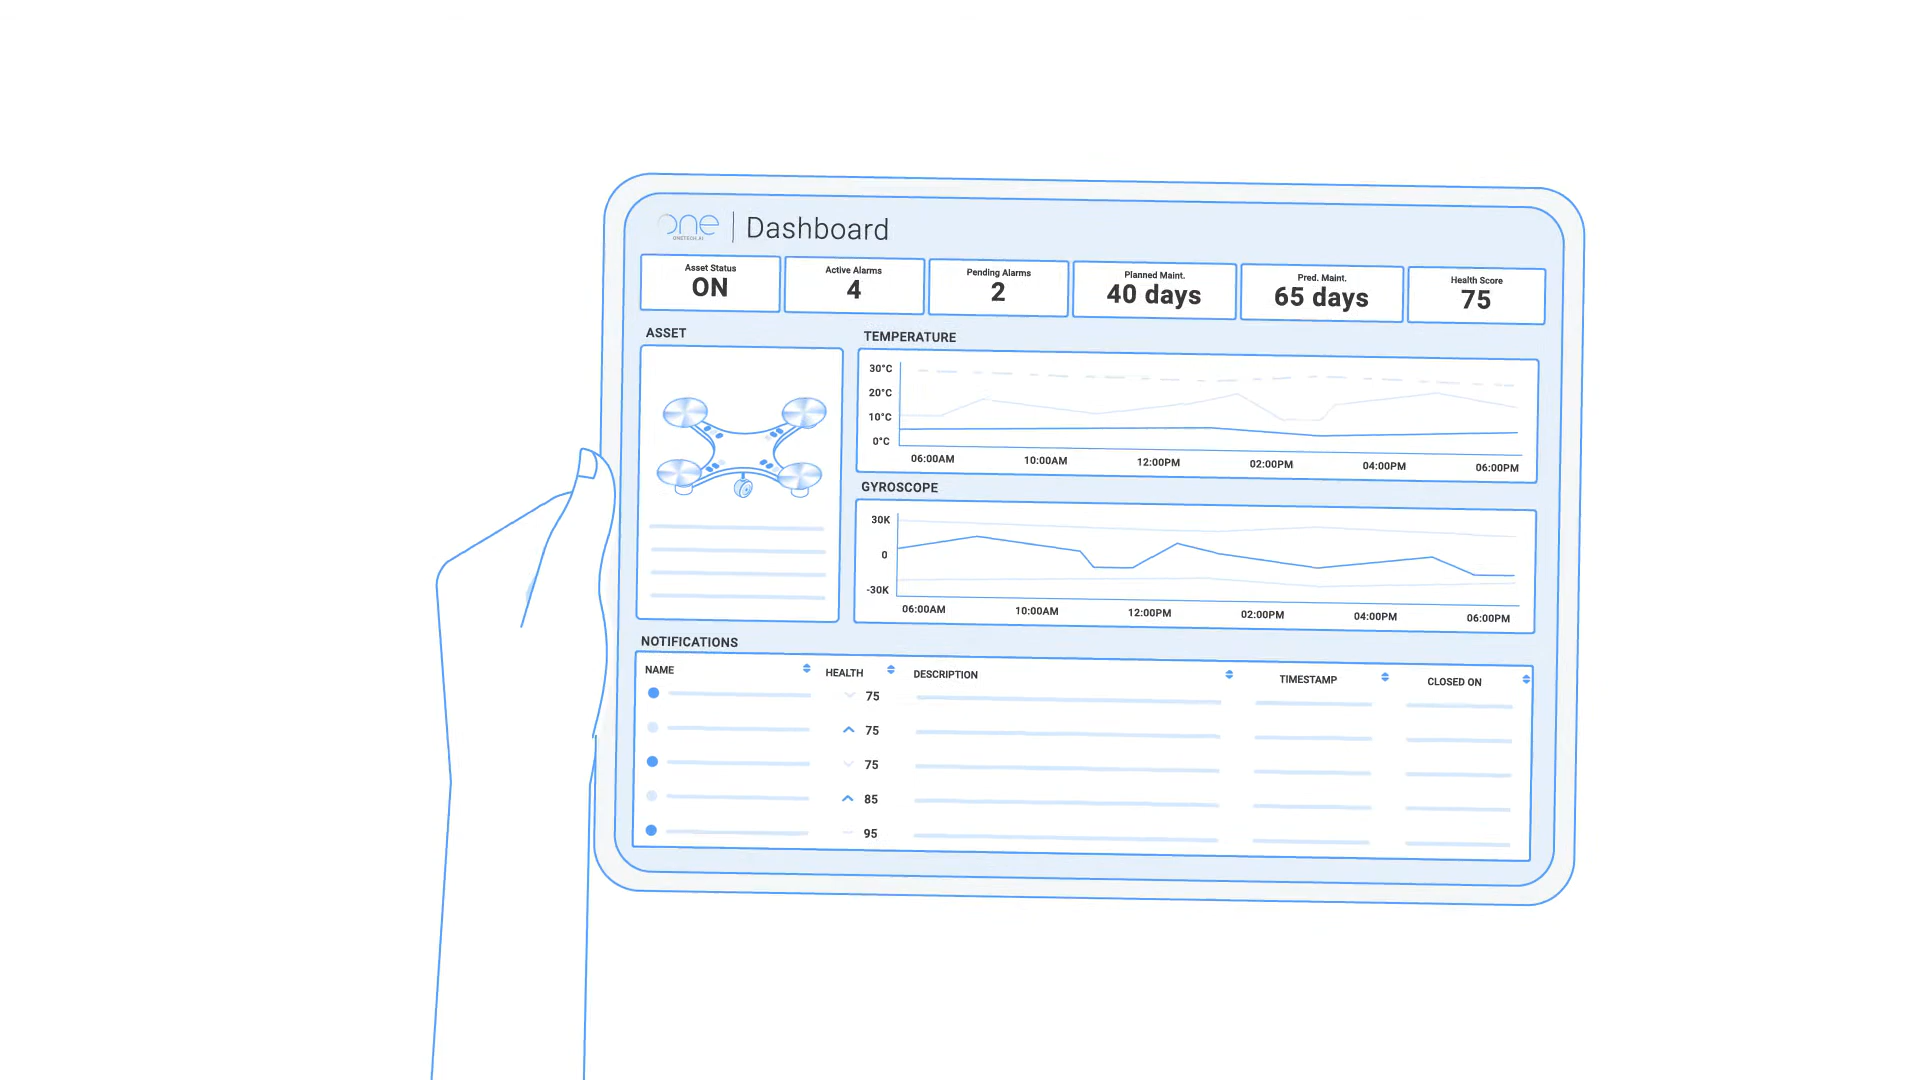 one | Dashboard
ONETECH.AI
Asset Status
ON
Active Alarms
4
Pending Alarms
2
Planned Maint.
40 days
Pred. Maint.
65 days
Health Score
75
ASSET
TEMPERATURE
30°C
20°C
10°C
0°C
06:00AM 10:00AM 12:00PM 02:00PM 04:00PM 06:00PM
GYROSCOPE
30K
0
-30K
06:00AM 10:00AM 12:00PM 02:00PM 04:00PM 06:00PM
NOTIFICATIONS
NAME HEALTH DESCRIPTION TIMESTAMP CLOSED ON
75
75
75
85
95